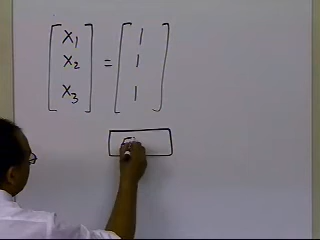 [x₁ x₂ x₃] = [1 1 1]